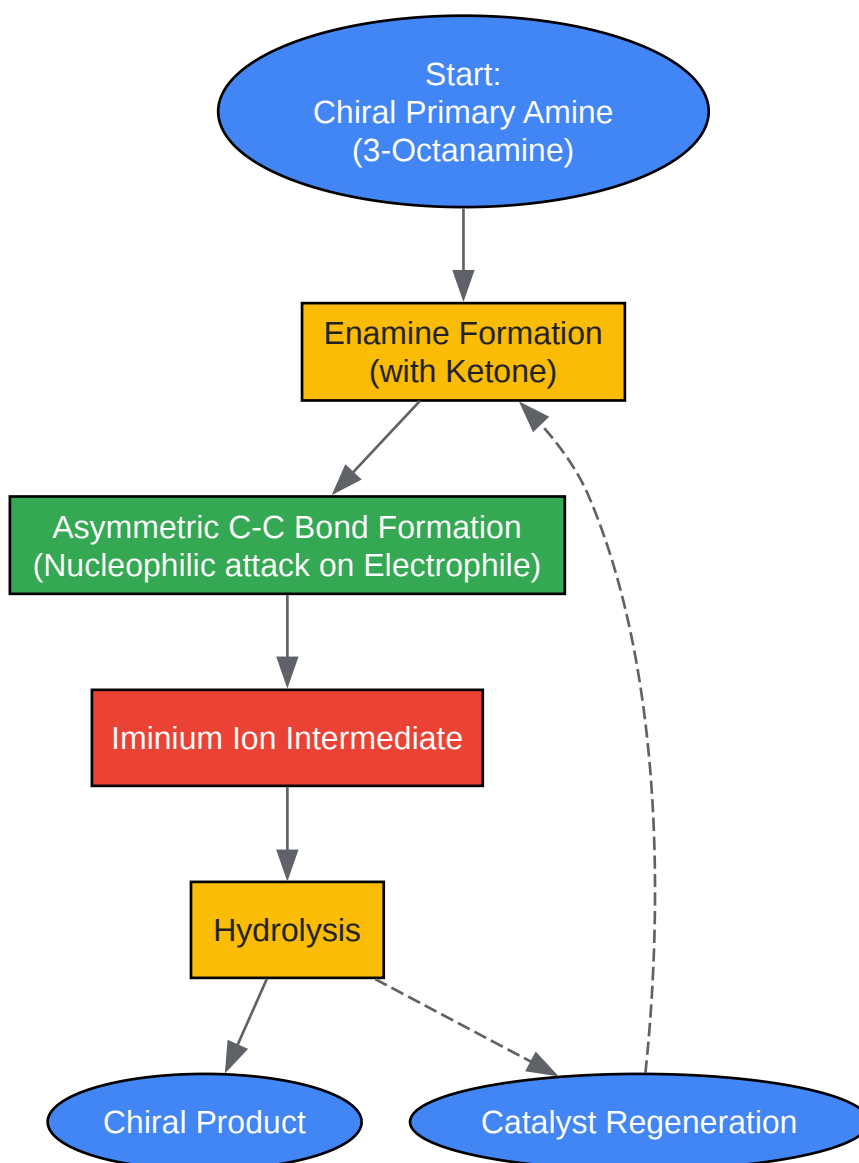 Start:
Chiral Primary Amine
(3-Octanamine)
Enamine Formation
(with Ketone)
Asymmetric C-C Bond Formation
(Nucleophilic attack on Electrophile)
Iminium Ion Intermediate
Hydrolysis
Chiral Product
Catalyst Regeneration